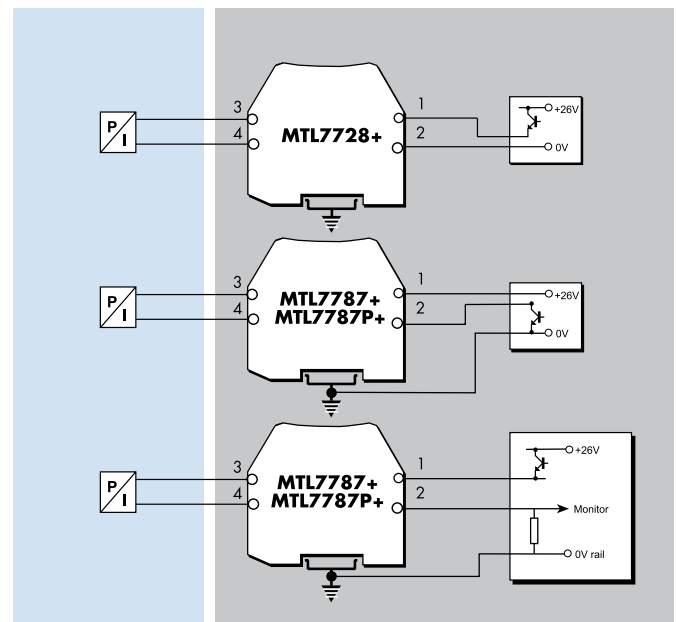 3
1
+26V
P
I
MTL7728+
4
2
0V
3
1
+26V
P
I
MTL7787+
MTL7787P+
4
2
0V
3
1
+26V
P
I
MTL7787+
MTL7787P+
4
2
Monitor
0V rail